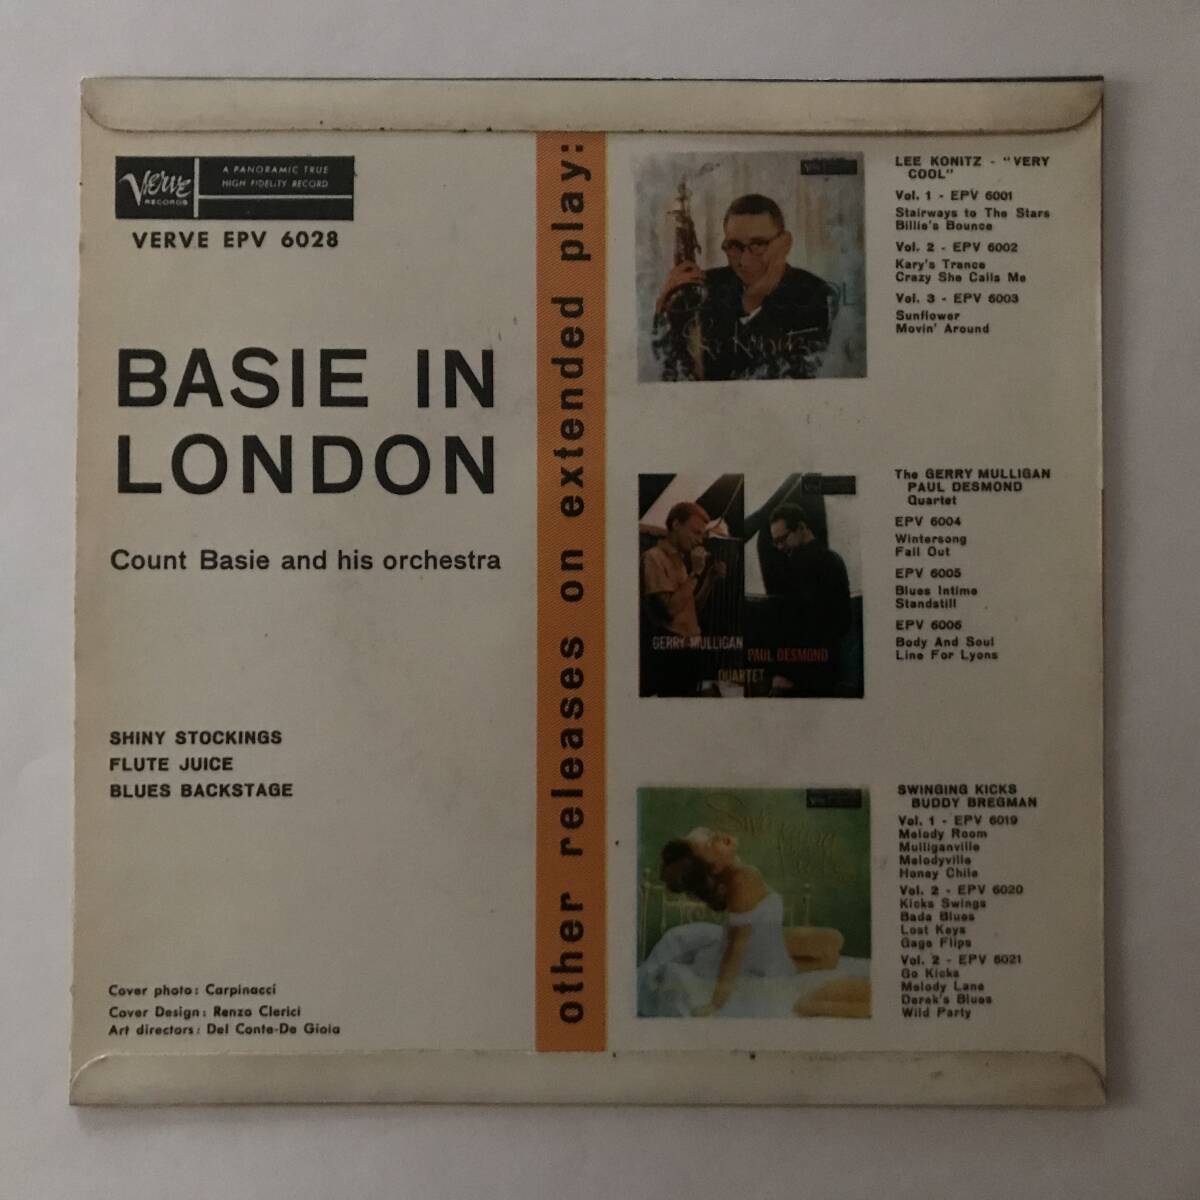 Verve
RECORDS
A PANORAMIC TRUE
HIGH FIDELITY RECORD
VERVE EPV 6028
BASIE IN
LONDON
Count Basie and his orchestra
SHINY STOCKINGS
FLUTE JUICE
BLUES BACKSTAGE
Cover photo: Carpinacci
Cover Design: Renzo Clerici
Art directors: Del Conte-De Gioia
other releases on extended play:
LEE KONITZ - "VERY
COOL"
Vol. 1 - EPV 6001
Stairways to The Stars
Billie's Bounce
Vol. 2 - EPV 6002
Kary's Trance
Crazy She Calls Me
Vol. 3 - EPV 6003
Sunflower
Movin' Around
The GERRY MULLIGAN
PAUL DESMOND
Quartet
EPV 6004
Wintersong
Fall Out
EPV 6005
Blues Intime
Standstill
EPV 6006
Body And Soul
Line For Lyons
GERRY MULLIGAN
PAUL DESMOND
QUARTET
SWINGING KICKS
BUDDY BREGMAN
Vol. 1 - EPV 6019
Melody Room
Mulliganville
Melodyville
Honey Chile
Vol. 2 - EPV 6020
Kicks Swings
Bada Blues
Lost Keys
Gage Flips
Vol. 2 - EPV 6021
Go Kicks
Melody Lane
Derek's Blues
Wild Party